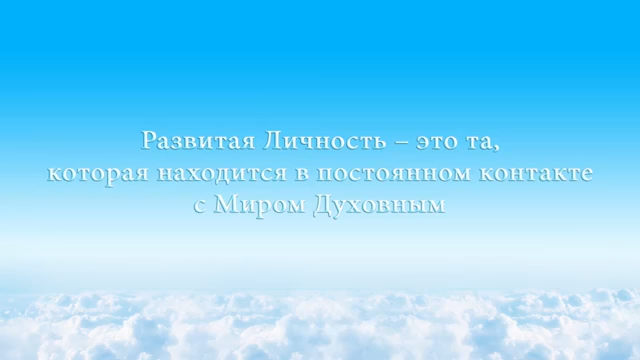 Развитая Личность – это та,
которая находится в постоянном контакте
с Миром Духовным